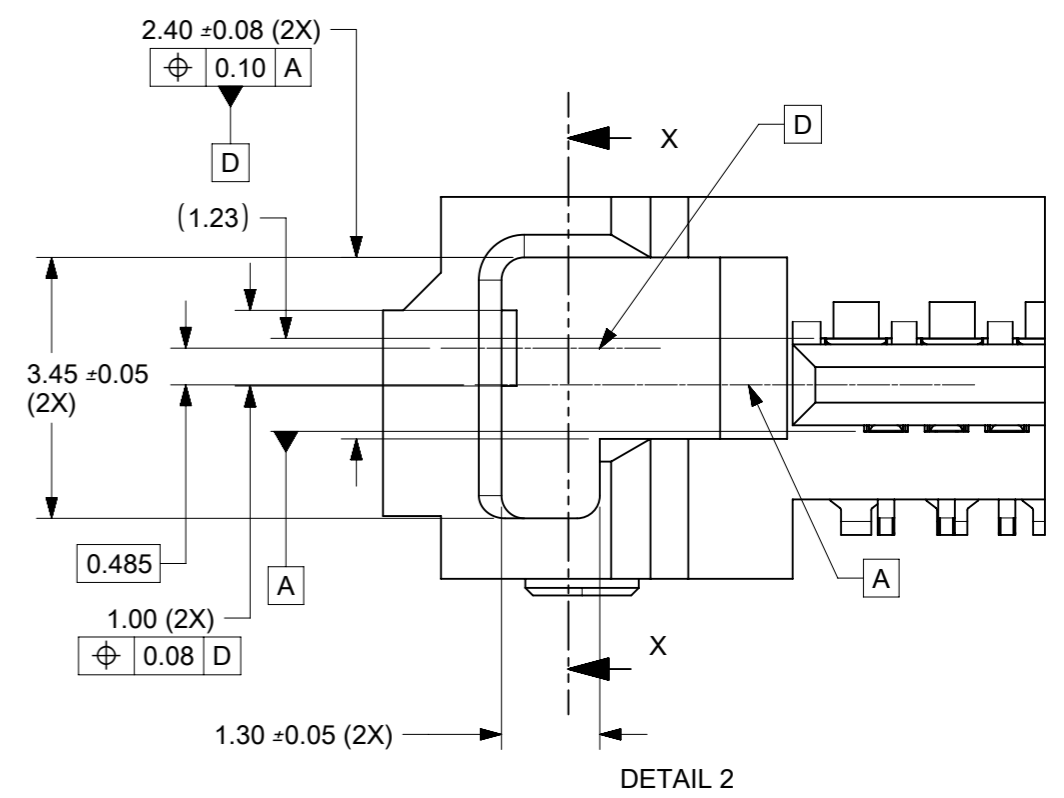 2.40 ±0.08 (2X)
⌖ 0.10 A
D
X
D
(1.23)
3.45 ±0.05
(2X)
0.485
A
A
1.00 (2X)
⌖ 0.08 D
X
1.30 ±0.05 (2X)
DETAIL 2